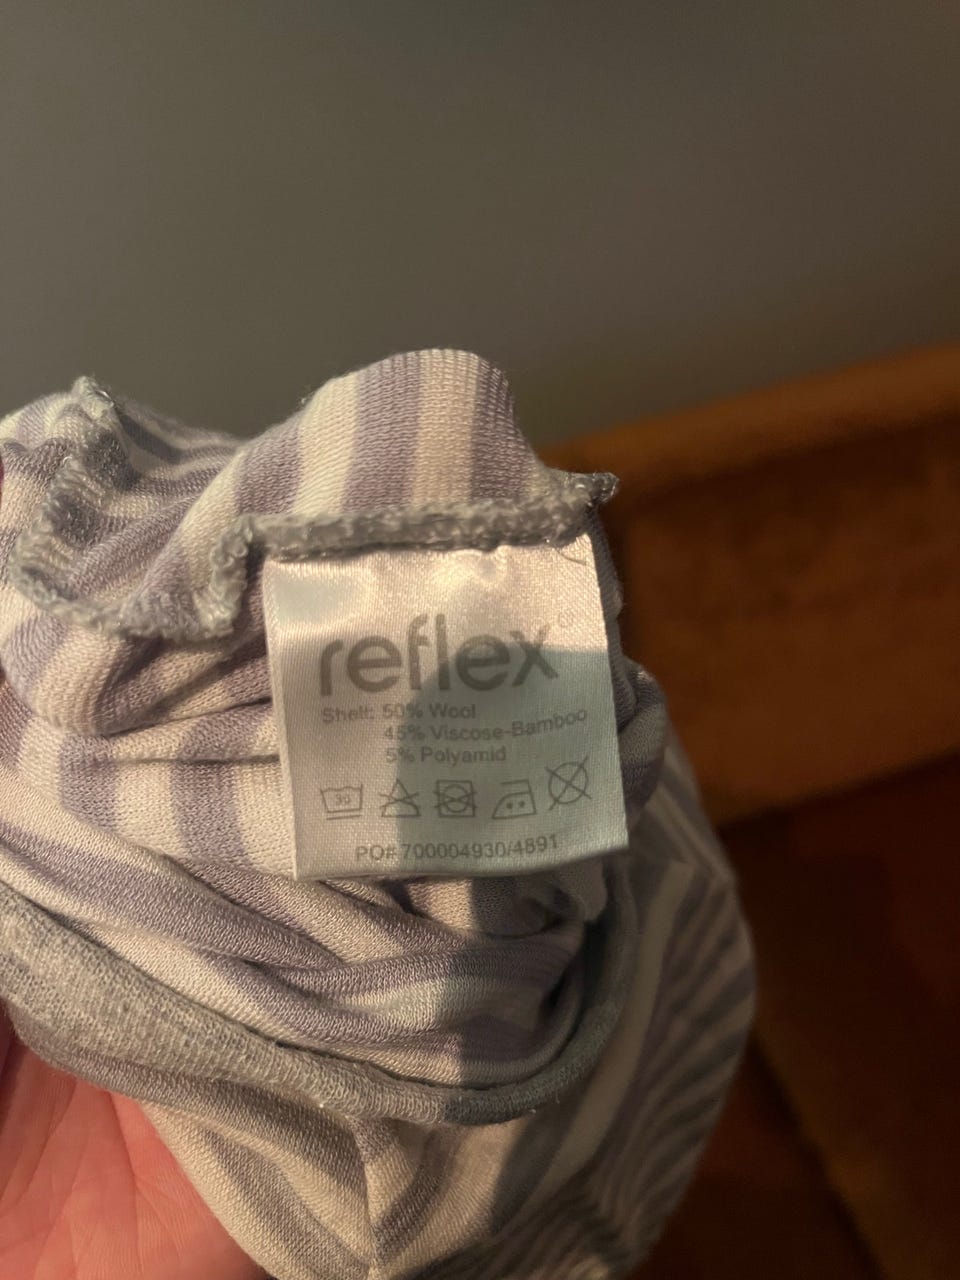 reflex®
Shell: 50% Wool
45% Viscose-Bamboo
5% Polyamid
30
PO# 700004930/4891